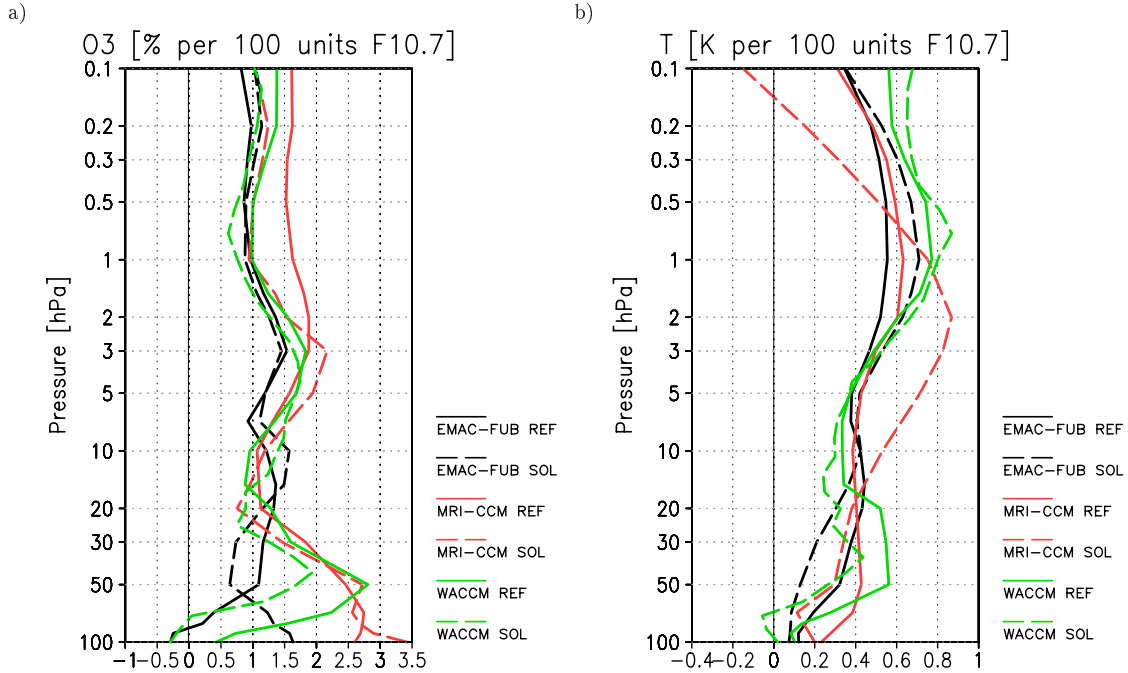 a)
O3 [% per 100 units F10.7]
0.1
0.2
0.3
0.5
1
2
3
5
10
20
30
50
100
Pressure [hPa]
-1 -0.5 0 0.5 1 1.5 2 2.5 3 3.5
EMAC-FUB REF
EMAC-FUB SOL
MRI-CCM REF
MRI-CCM SOL
WACCM REF
WACCM SOL
b)
T [K per 100 units F10.7]
0.1
0.2
0.3
0.5
1
2
3
5
10
20
30
50
100
Pressure [hPa]
-0.4 -0.2 0 0.2 0.4 0.6 0.8 1
EMAC-FUB REF
EMAC-FUB SOL
MRI-CCM REF
MRI-CCM SOL
WACCM REF
WACCM SOL